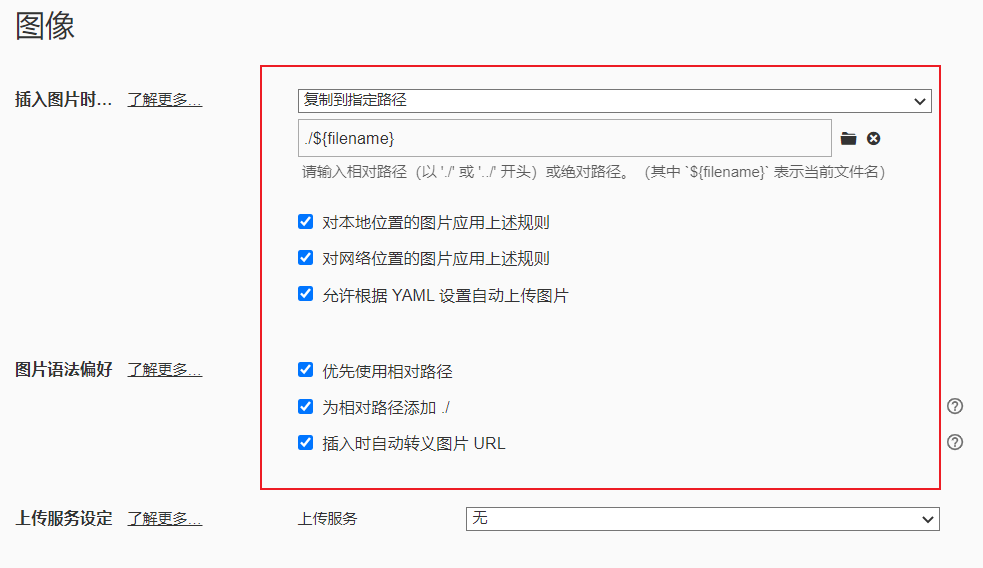 图像
插入图片时... 了解更多... 复制到指定路径
./${filename}
请输入相对路径（以 './' 或 '../' 开头）或绝对路径。（其中 `${filename}` 表示当前文件名）
对本地位置的图片应用上述规则
对网络位置的图片应用上述规则
允许根据 YAML 设置自动上传图片
图片语法偏好 了解更多... 优先使用相对路径
为相对路径添加 ./
插入时自动转义图片 URL
上传服务设定 了解更多... 上传服务 无